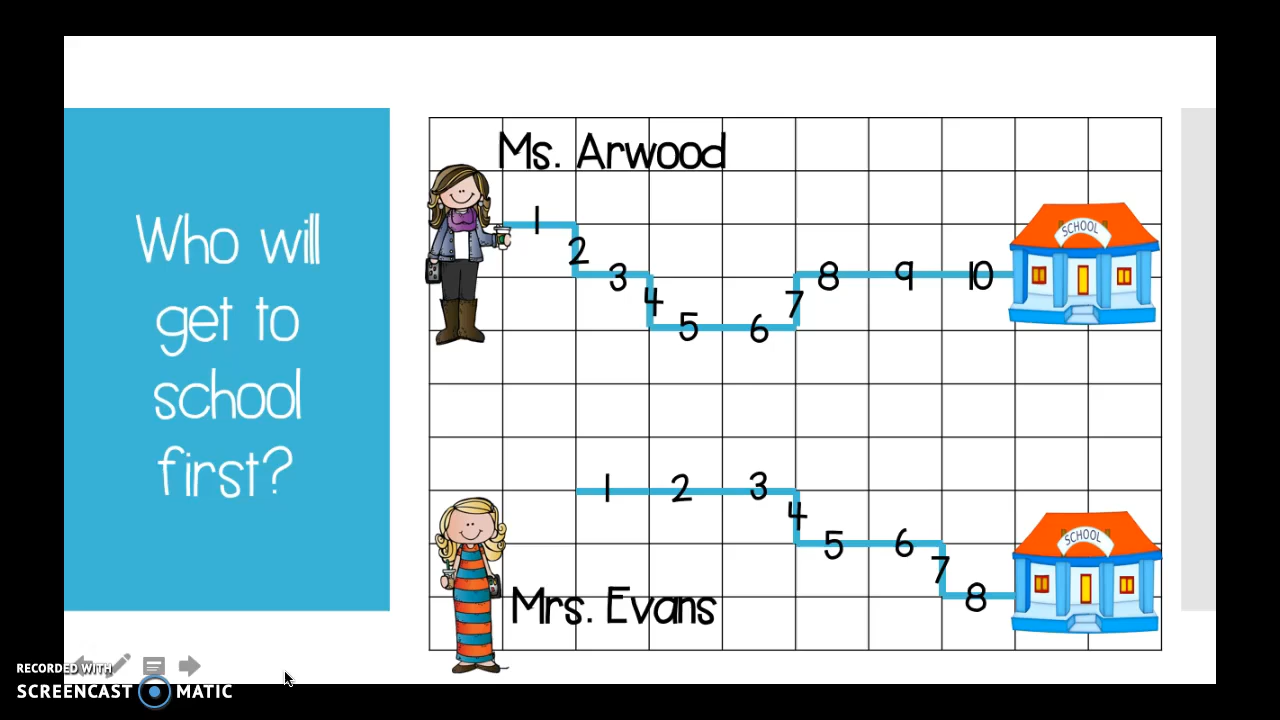 Who will
get to
school
first?
Ms. Arwood
1
2
3
4
5
6
7
8
9
10
SCHOOL
1
2
3
4
5
6
7
8
SCHOOL
Mrs. Evans
RECORDED WITH
SCREENCAST MATIC